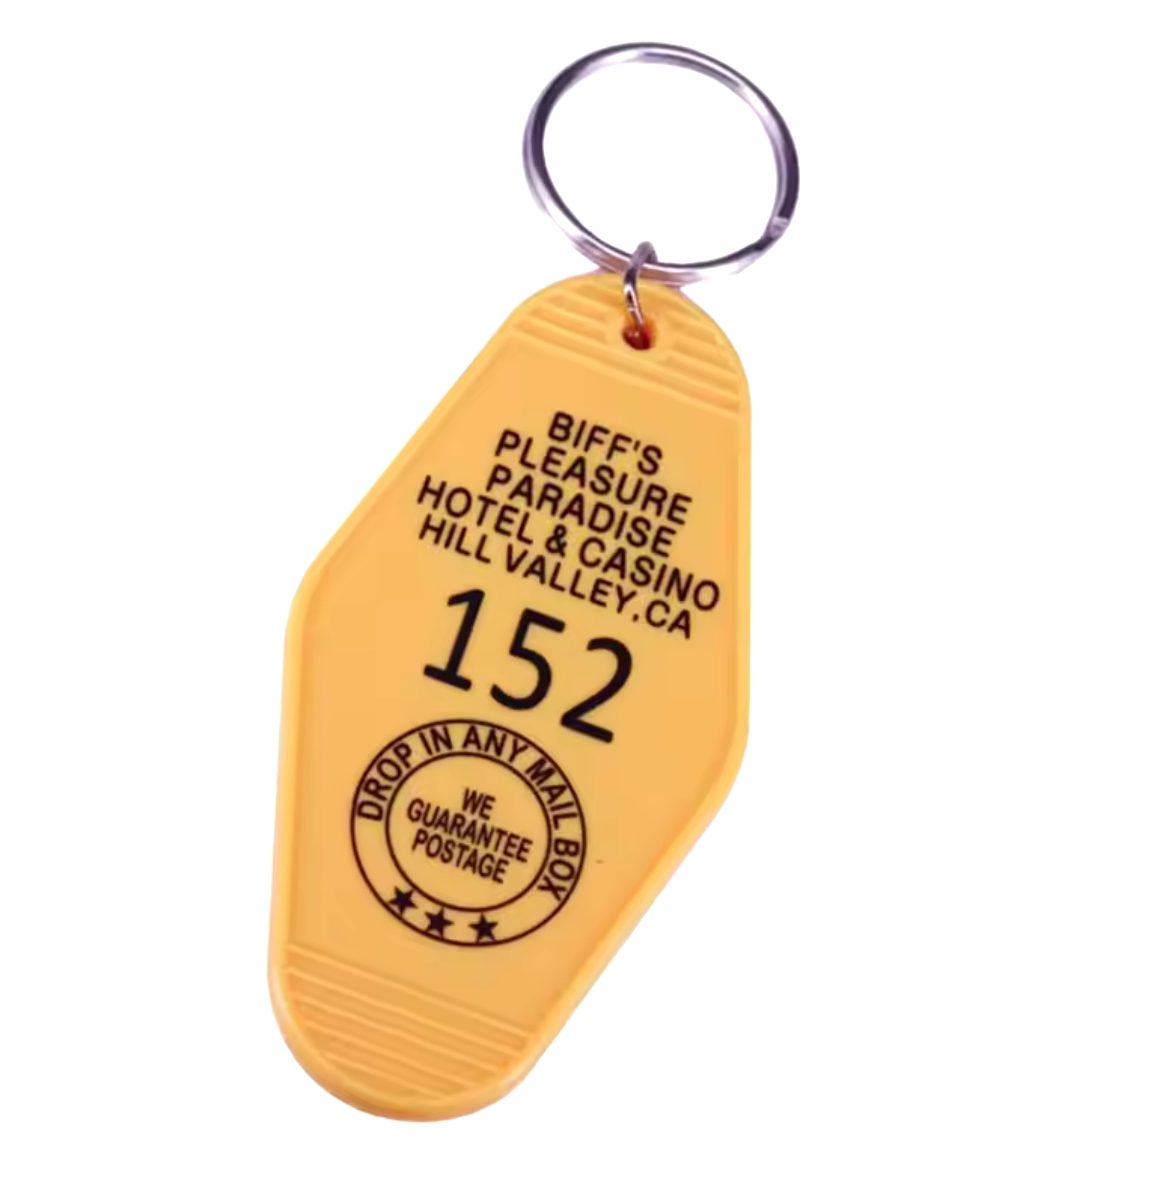 BIFF'S
PLEASURE
PARADISE
HOTEL & CASINO
HILL VALLEY.CA
152
DROP IN ANY MAIL BOX
WE
GUARANTEE
POSTAGE